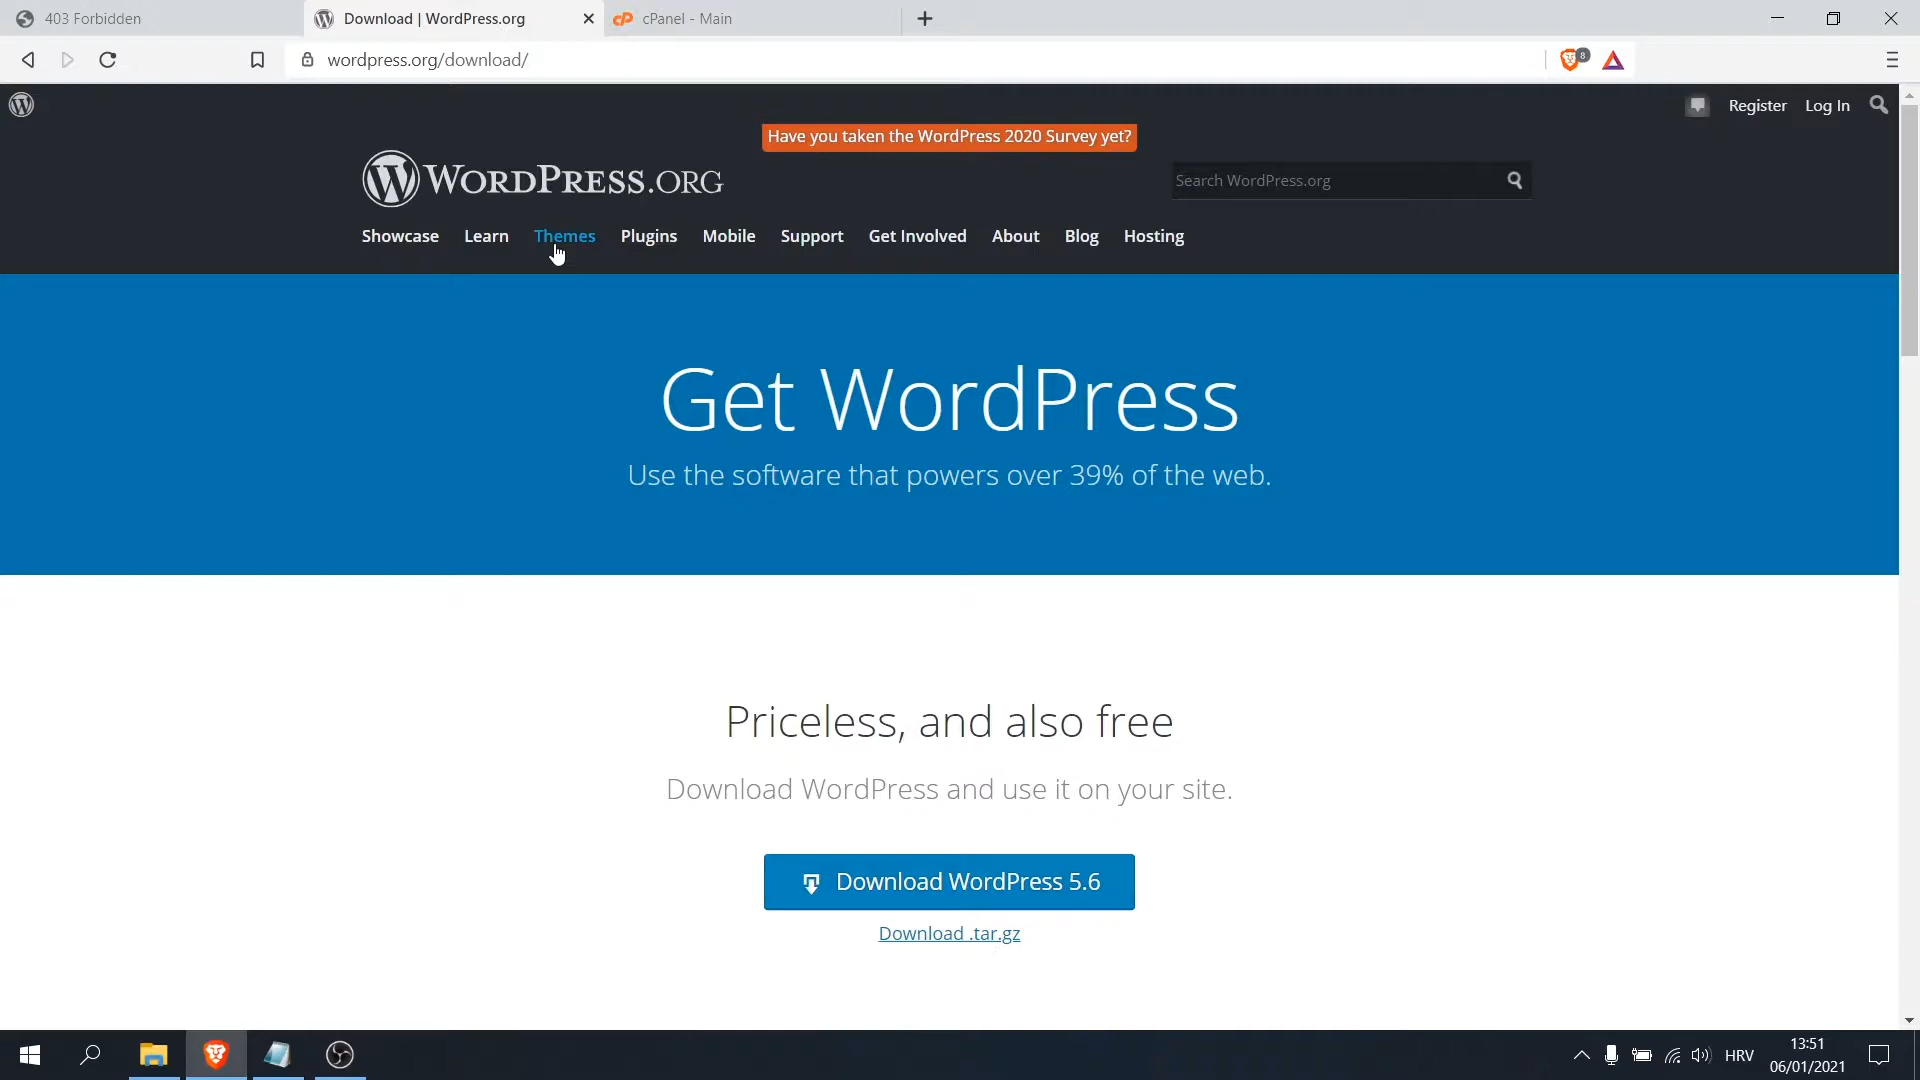 403 Forbidden
Download | WordPress.org
cPanel - Main
wordpress.org/download/
8
Register
Log In
Have you taken the WordPress 2020 Survey yet?
WORDPRESS.ORG
Search WordPress.org
Showcase
Learn
Themes
Plugins
Mobile
Support
Get Involved
About
Blog
Hosting
Get WordPress
Use the software that powers over 39% of the web.
Priceless, and also free
Download WordPress and use it on your site.
Download WordPress 5.6
Download .tar.gz
HRV
13:51
06/01/2021